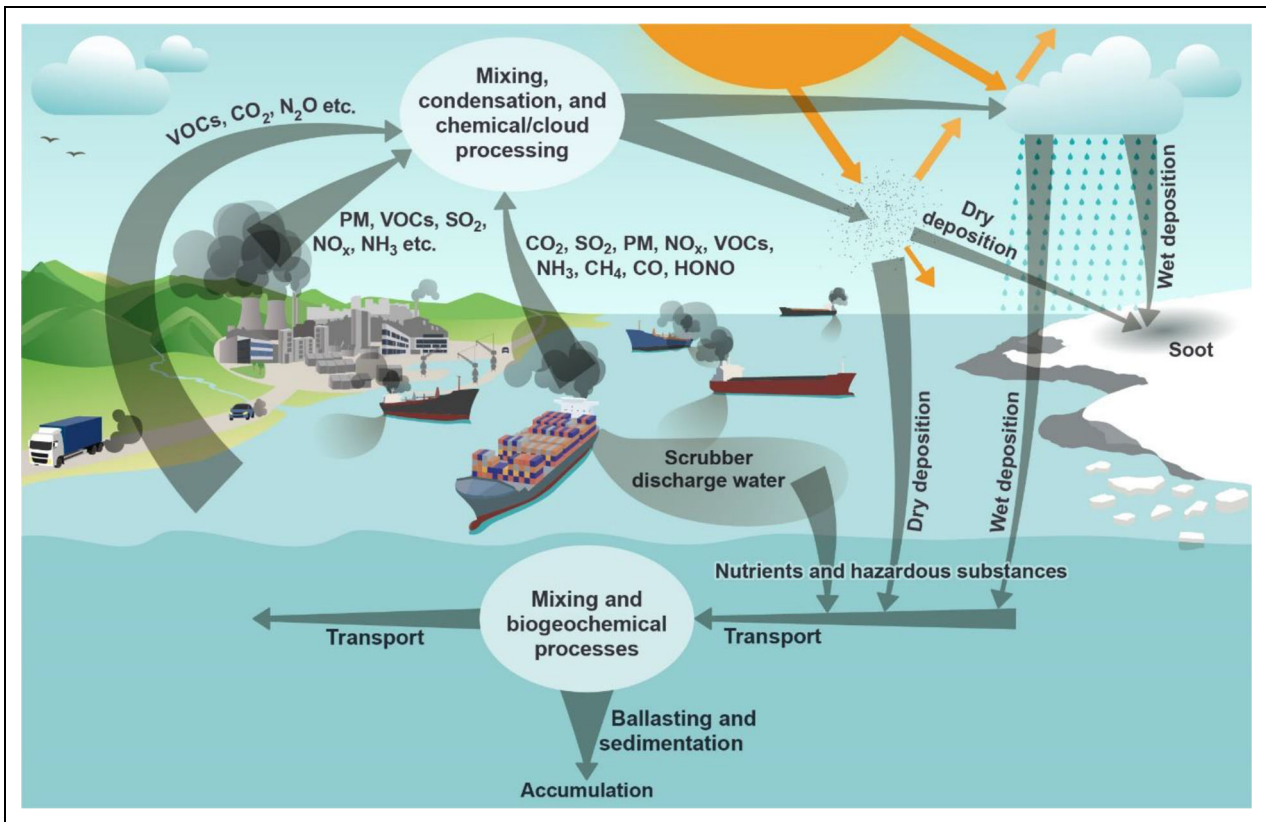 VOCs, CO₂, N₂O etc.
Mixing,
condensation, and
chemical/cloud
processing
PM, VOCs, SO₂,
NOₓ, NH₃ etc.
CO₂, SO₂, PM, NOₓ, VOCs,
NH₃, CH₄, CO, HONO
Dry
deposition
Wet deposition
Soot
Scrubber
discharge water
Dry deposition
Wet deposition
Nutrients and hazardous substances
Mixing and
biogeochemical
processes
Transport
Transport
Ballasting and
sedimentation
Accumulation